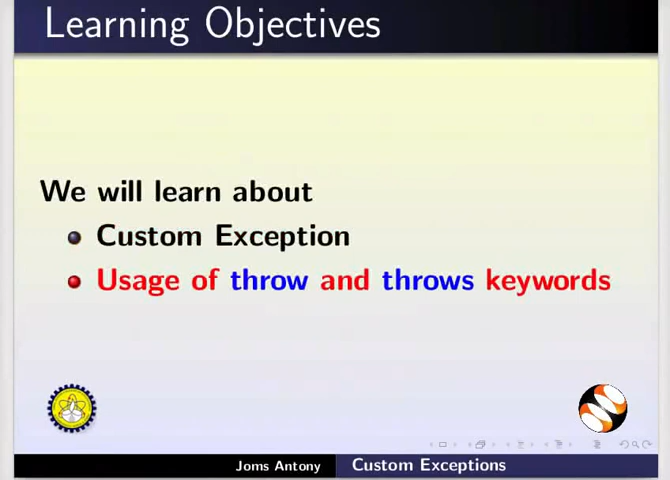 Learning Objectives
We will learn about
Custom Exception
Usage of throw and throws keywords
Joms Antony Custom Exceptions